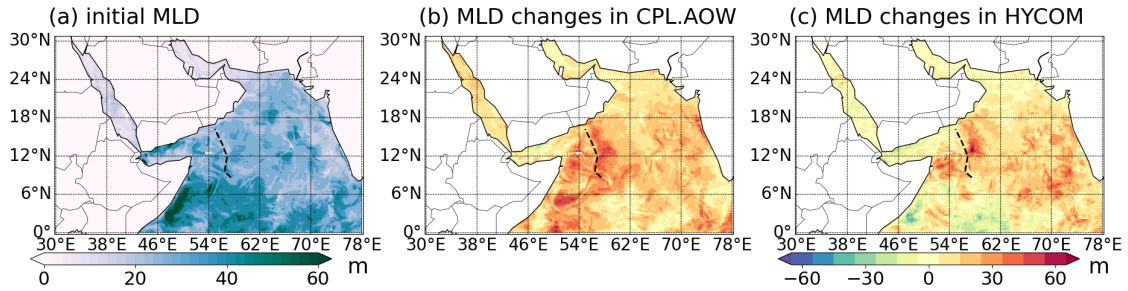 (a) initial MLD
(b) MLD changes in CPL.AOW
(c) MLD changes in HYCOM
30°N
24°N
18°N
12°N
6°N
0°
30°E 38°E 46°E 54°E 62°E 70°E 78°E
30°N
24°N
18°N
12°N
6°N
0°
30°E 38°E 46°E 54°E 62°E 70°E 78°E
30°N
24°N
18°N
12°N
6°N
0°
30°E 38°E 46°E 54°E 62°E 70°E 78°E
0 20 40 60 m
−60 −30 0 30 60 m